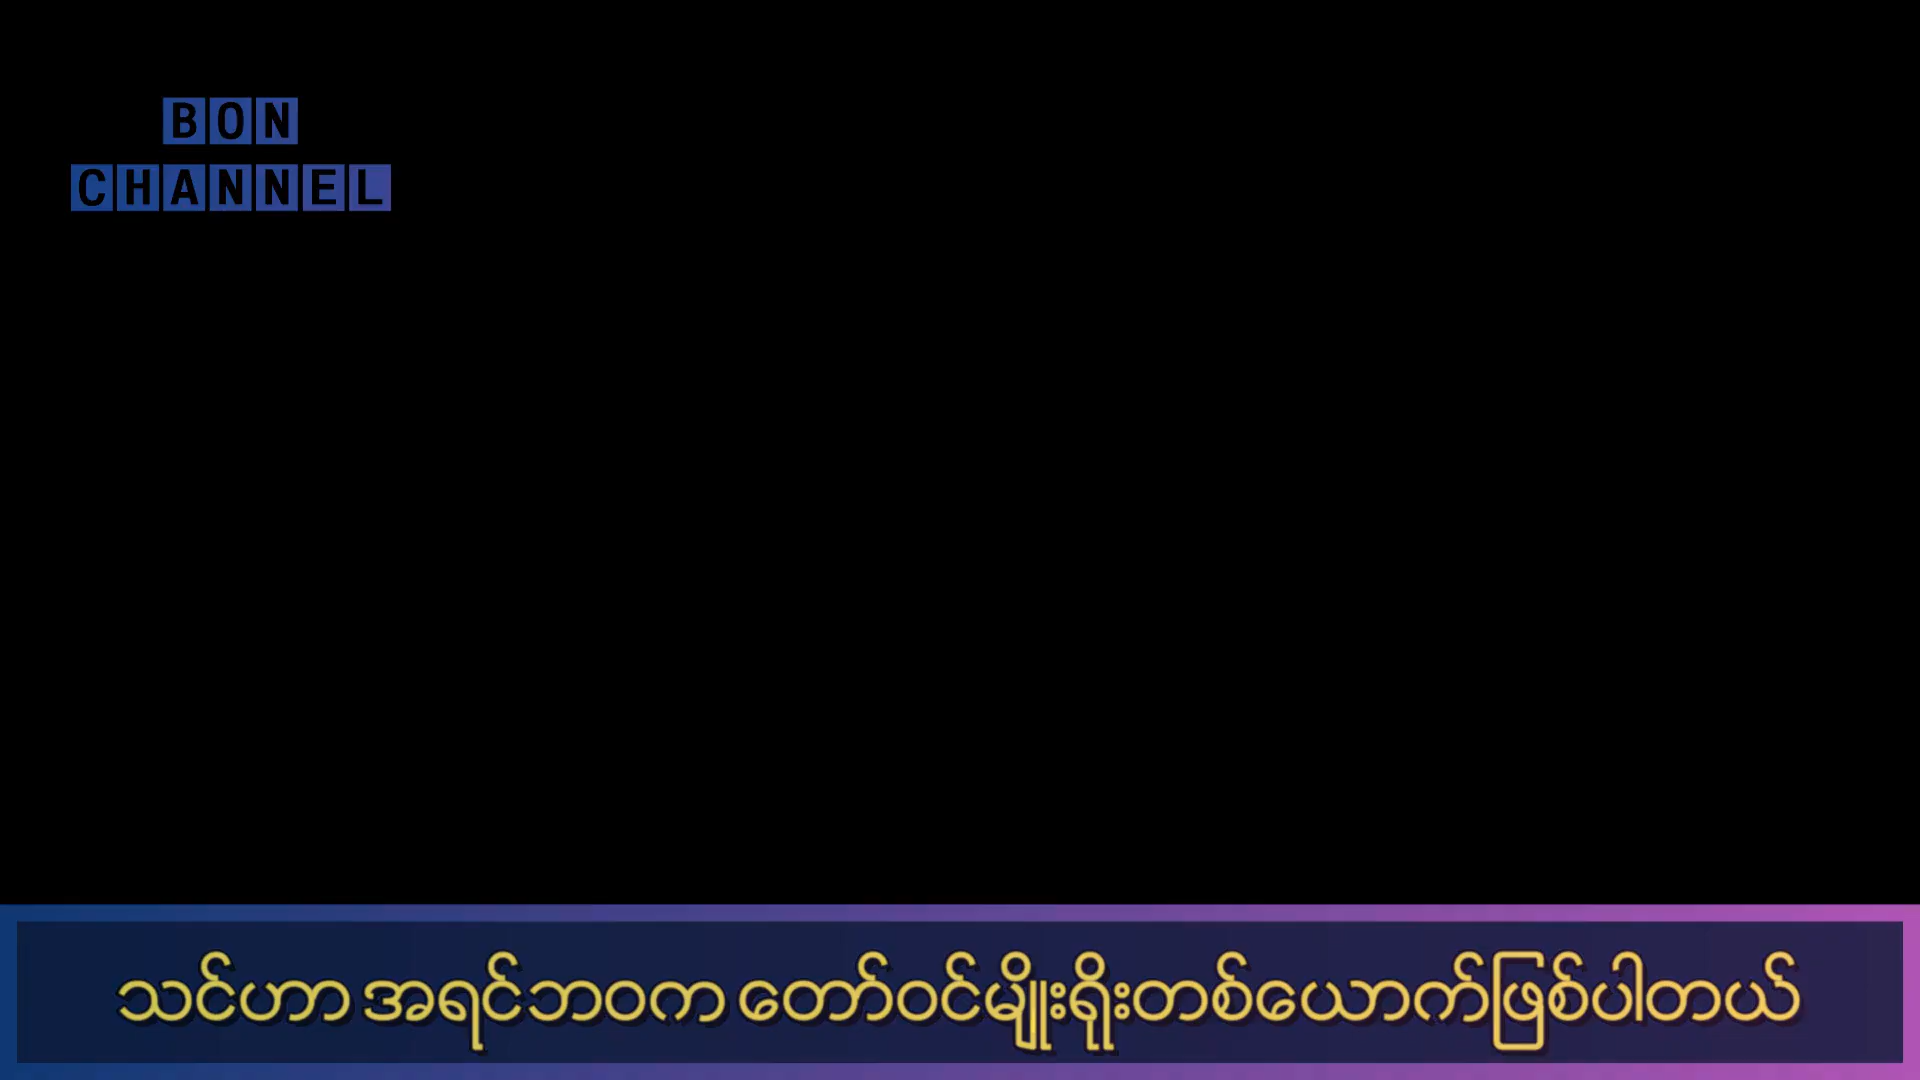 BON
CHANNEL
သင်ဟာ အရင်ဘဝက တော်ဝင်မျိုးရိုးတစ်ယောက်ဖြစ်ပါတယ်